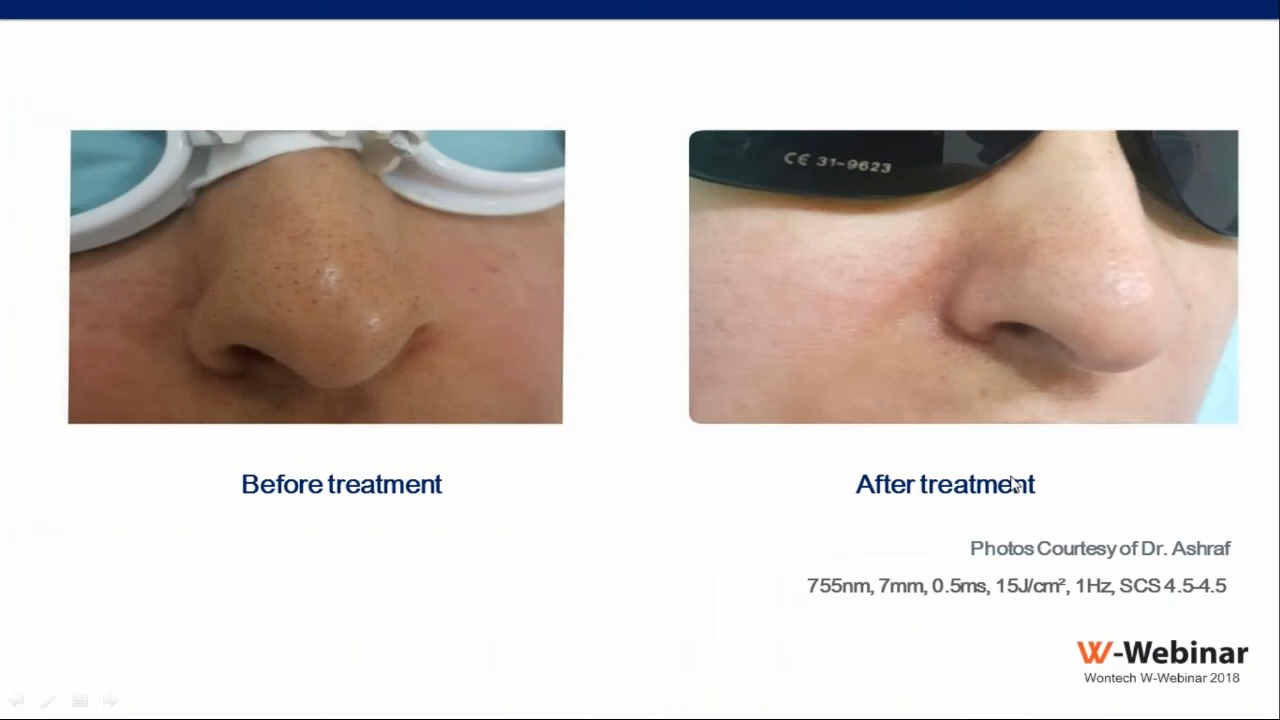 CE 31-9623
Before treatment
After treatment
Photos Courtesy of Dr. Ashraf
755nm, 7mm, 0.5ms, 15J/cm², 1Hz, SCS 4.5-4.5
W-Webinar
Wontech W-Webinar 2018